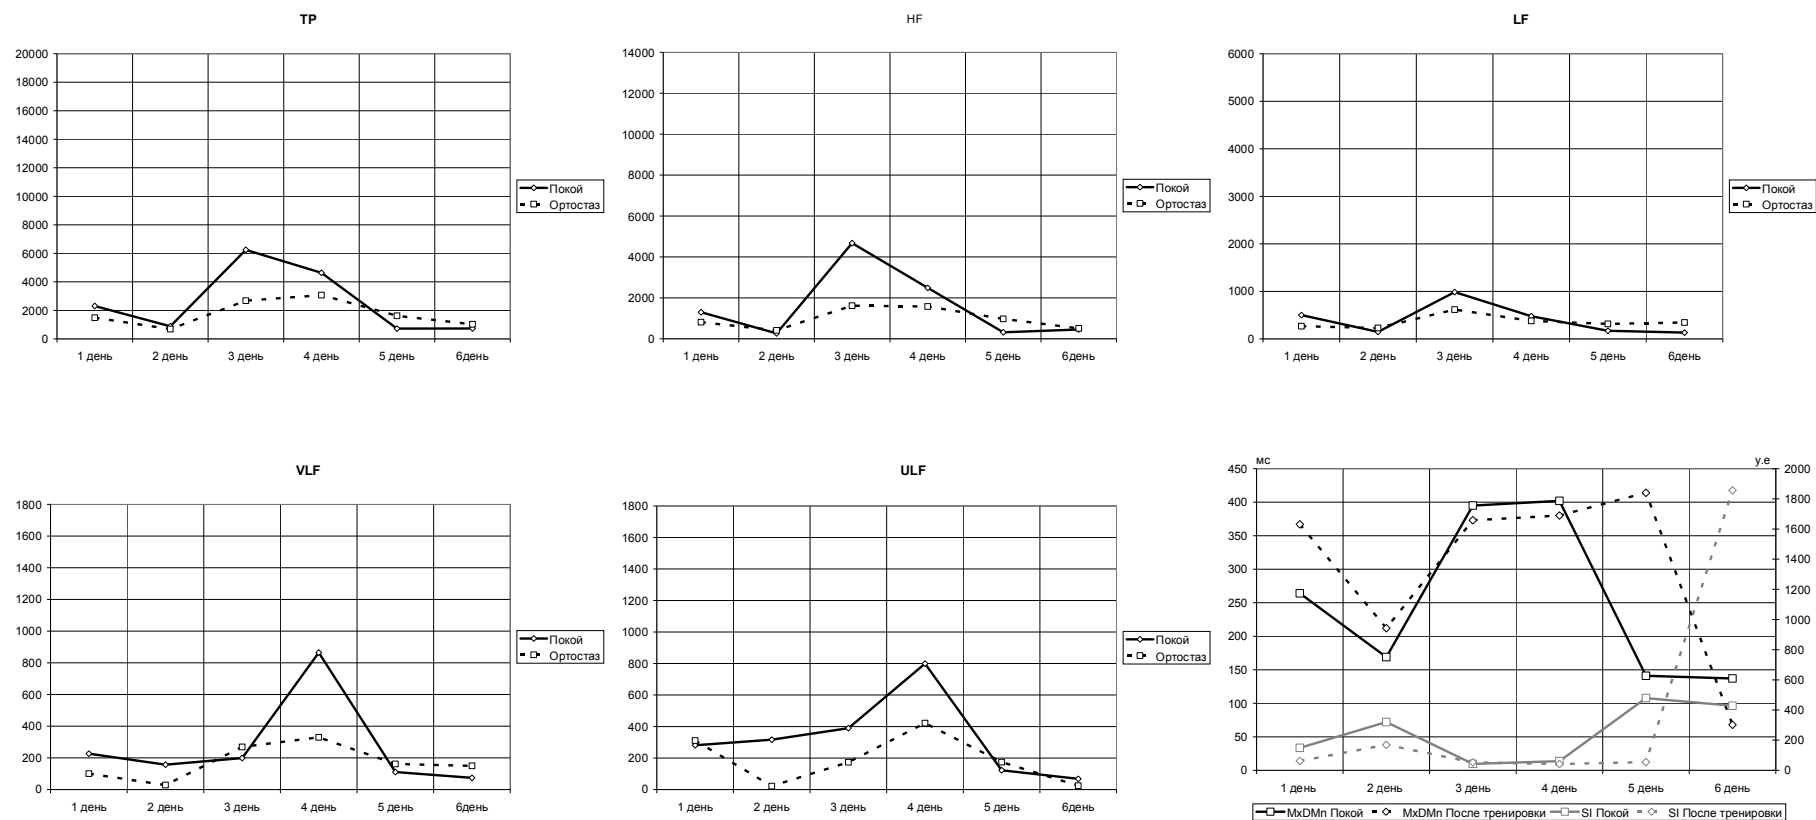 TP
20000
18000
16000
14000
12000
10000
8000
6000
4000
2000
0
1 день 2 день 3 день 4 день 5 день 6день
Покой
Ортостаз
HF
14000
12000
10000
8000
6000
4000
2000
0
1 день 2 день 3 день 4 день 5 день 6день
Покой
Ортостаз
LF
6000
5000
4000
3000
2000
1000
0
1 день 2 день 3 день 4 день 5 день 6день
Покой
Ортостаз
VLF
1800
1600
1400
1200
1000
800
600
400
200
0
1 день 2 день 3 день 4 день 5 день 6день
Покой
Ортостаз
ULF
1800
1600
1400
1200
1000
800
600
400
200
0
1 день 2 день 3 день 4 день 5 день 6день
Покой
Ортостаз
мс у.е
450 2000
400 1800
350 1600
300 1400
250 1200
200 1000
150 800
100 600
50 400
0 200
0
1 день 2 день 3 день 4 день 5 день 6 день
MxDMn Покой MxDMn После тренировки SI Покой SI После тренировки